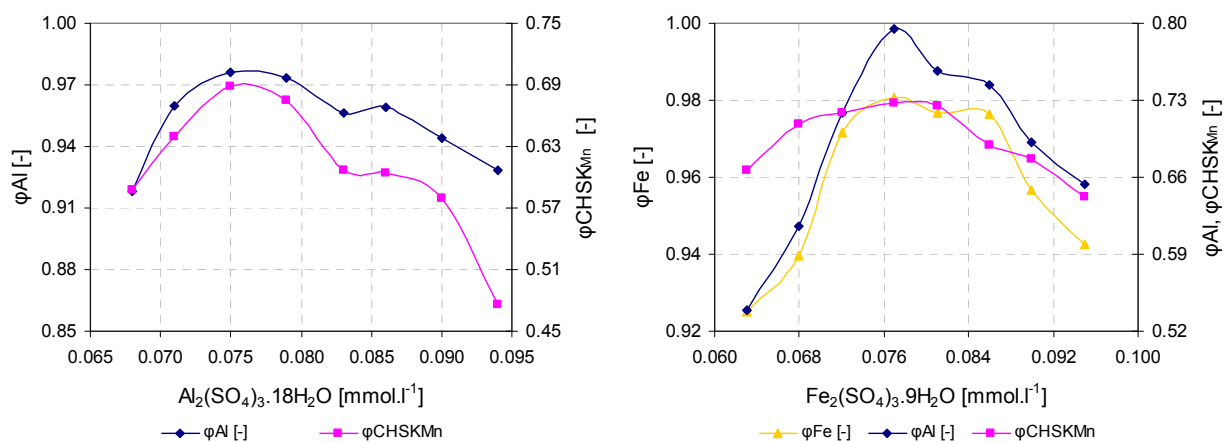 1.00
0.97
0.94
0.91
0.88
0.85
φAl [-]
0.75
0.69
0.63
0.57
0.51
0.45
φCHSKMn [-]
0.065 0.070 0.075 0.080 0.085 0.090 0.095
Al2(SO4)3.18H2O [mmol.l-1]
φAl [-] φCHSKMn
1.00
0.98
0.96
0.94
0.92
φFe [-]
0.80
0.73
0.66
0.59
0.52
φAl, φCHSKMn [-]
0.060 0.068 0.076 0.084 0.092 0.100
Fe2(SO4)3.9H2O [mmol.l-1]
φFe [-] φAl [-] φCHSKMn